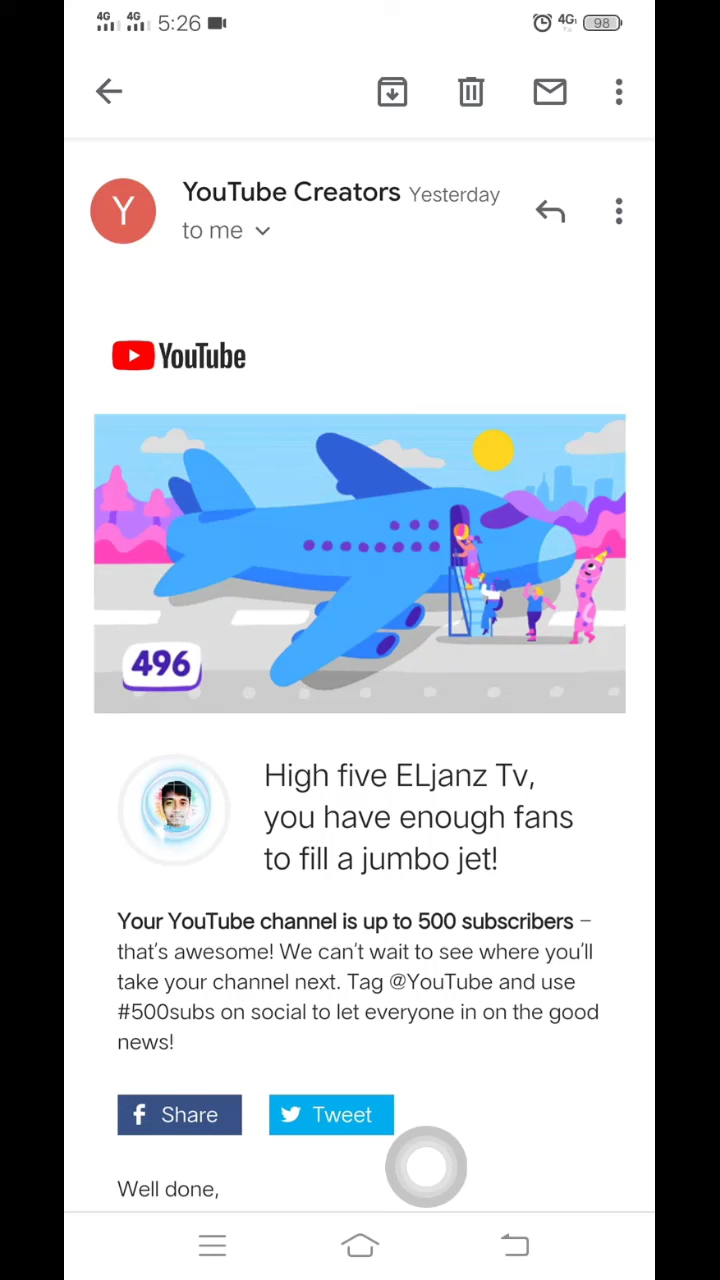 4G 4G 5:26 4G 98
YouTube Creators Yesterday
Y
to me
YouTube
496
High five ELjanz Tv,
you have enough fans
to fill a jumbo jet!
Your YouTube channel is up to 500 subscribers –
that's awesome! We can't wait to see where you'll
take your channel next. Tag @YouTube and use
#500subs on social to let everyone in on the good
news!
f Share Tweet
Well done,